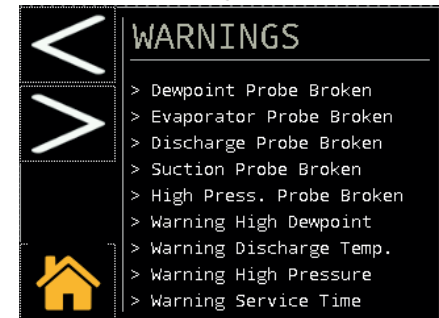 WARNINGS
> Dewpoint Probe Broken
> Evaporator Probe Broken
> Discharge Probe Broken
> Suction Probe Broken
> High Press. Probe Broken
> Warning High Dewpoint
> Warning Discharge Temp.
> Warning High Pressure
> Warning Service Time